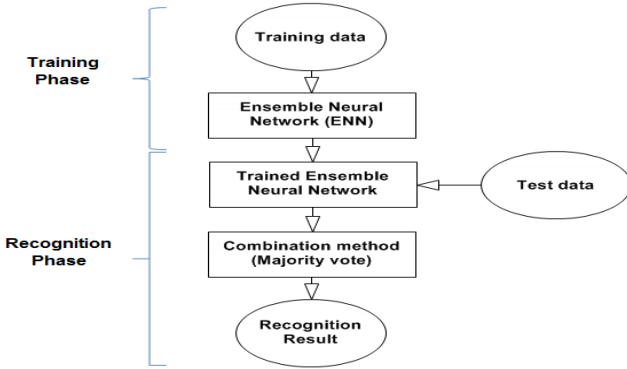 Training data
Training
Phase
Ensemble Neural
Network (ENN)
Trained Ensemble
Neural Network
Test data
Recognition
Phase
Combination method
(Majority vote)
Recognition
Result